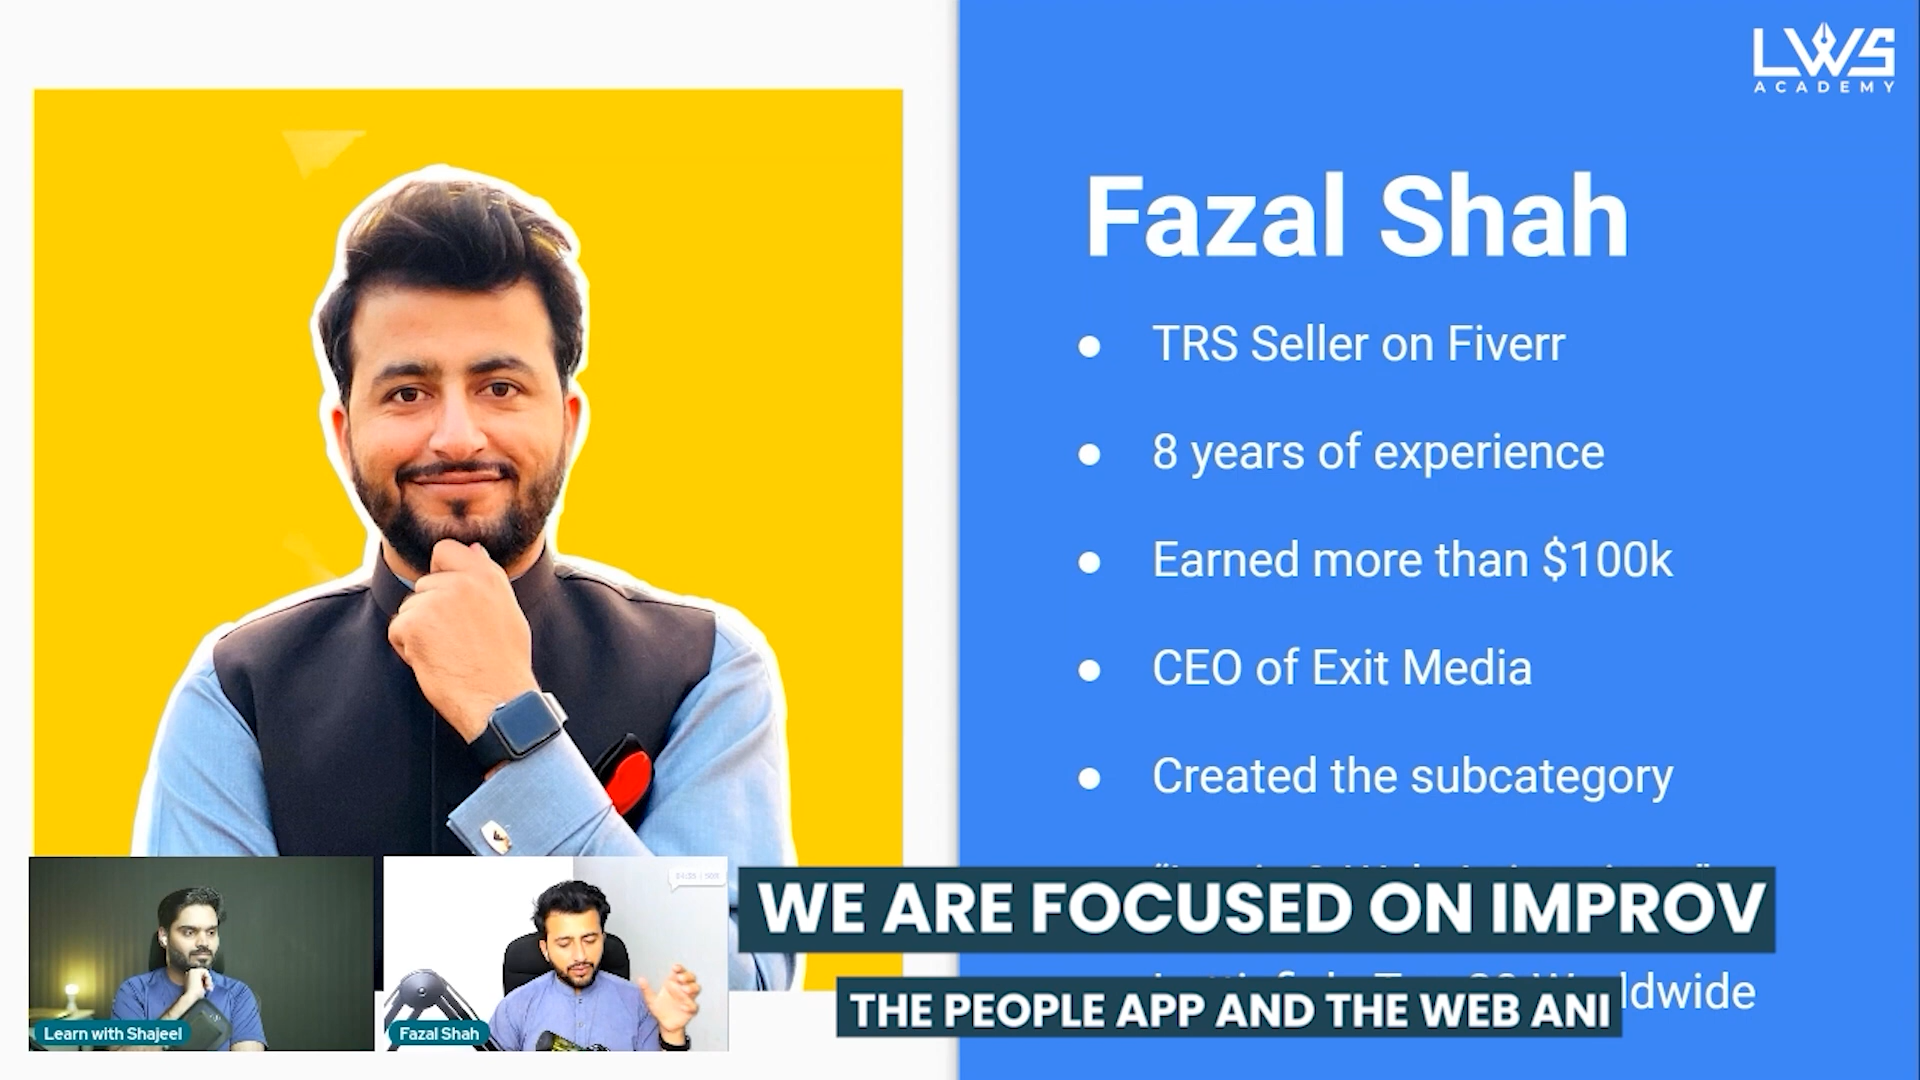 LWS
ACADEMY
Fazal Shah
● TRS Seller on Fiverr
● 8 years of experience
● Earned more than $100k
● CEO of Exit Media
● Created the subcategory
WE ARE FOCUSED ON IMPROV
ldwide
THE PEOPLE APP AND THE WEB ANI
Learn with Shajeel
Fazal Shah